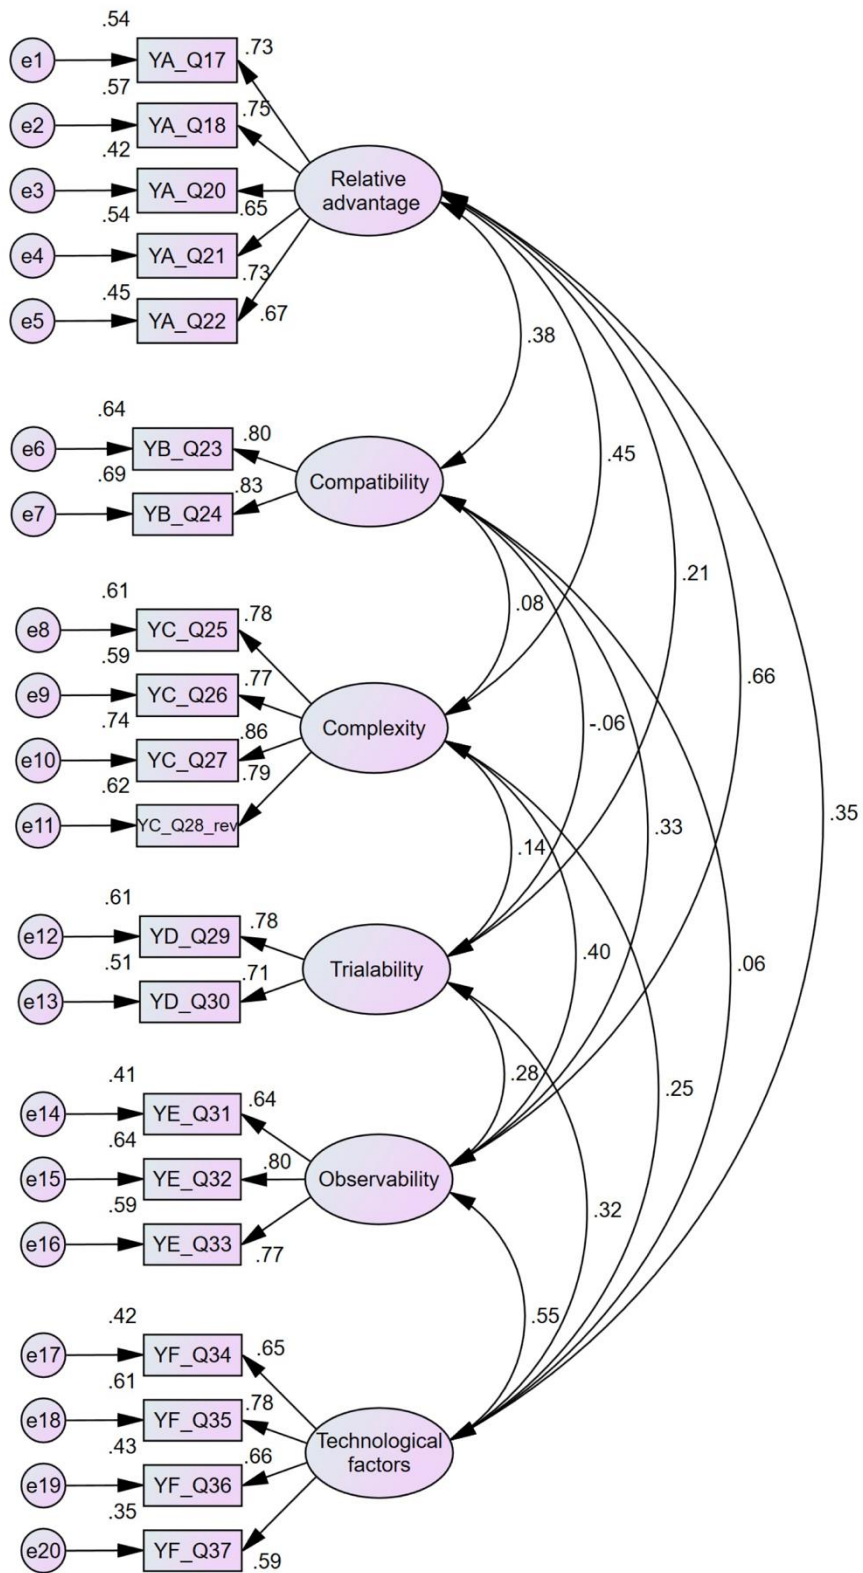 .54
e1 YA_Q17 .73
.57
e2 YA_Q18 .75
.42
e3 YA_Q20 .65
.54
e4 YA_Q21 .73
.45
e5 YA_Q22 .67
Relative
advantage
.38
.64
e6 YB_Q23 .80
.69
e7 YB_Q24 .83
Compatibility
.45
.21
.61
e8 YC_Q25 .78
.59
e9 YC_Q26 .77
.74
e10 YC_Q27 .86
.62
e11 YC_Q28_rev .79
Complexity
.08
.66
-.06
.35
.33
.14
.61
e12 YD_Q29 .78
.51
e13 YD_Q30 .71
Trialability
.40
.06
.28
.25
.41
e14 YE_Q31 .64
.64
e15 YE_Q32 .80
.59
e16 YE_Q33 .77
Observability
.32
.55
.42
e17 YF_Q34 .65
.61
e18 YF_Q35 .78
.43
e19 YF_Q36 .66
.35
e20 YF_Q37 .59
Technological
factors